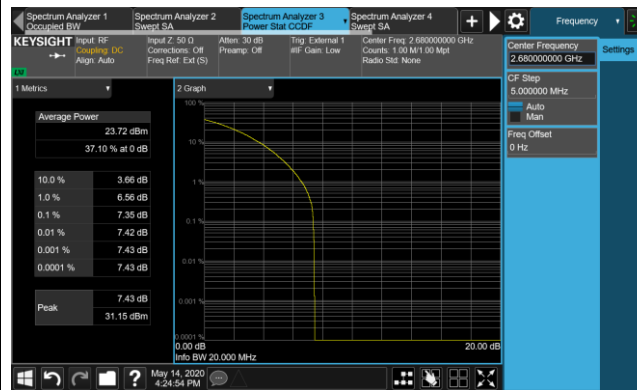 Spectrum Analyzer 1
Occupied BW
Spectrum Analyzer 2
Swept SA
Spectrum Analyzer 3
Power Stat CCDF
Spectrum Analyzer 4
Swept SA
Frequency
KEYSIGHT
Input: RF
Coupling: DC
Align: Auto
Input Z: 50 Ω
Corrections: Off
Freq Ref: Ext (S)
Atten: 30 dB
Preamp: Off
Trig: External 1
#IF Gain: Low
Center Freq: 2.680000000 GHz
Counts: 1.00 M/1.00 Mpt
Radio Std: None
Center Frequency
2.680000000 GHz
Settings
CF Step
5.000000 MHz
Auto
Man
Freq Offset
0 Hz
1 Metrics
2 Graph
Average Power
23.72 dBm
37.10 % at 0 dB
10.0 % 3.66 dB
1.0 % 6.56 dB
0.1 % 7.35 dB
0.01 % 7.42 dB
0.001 % 7.43 dB
0.0001 % 7.43 dB
Peak
7.43 dB
31.15 dBm
100 %
10 %
1 %
0.1 %
0.01 %
0.001 %
0.0001 %
0.00 dB
20.00 dB
Info BW 20.000 MHz
May 14, 2020
4:24:54 PM